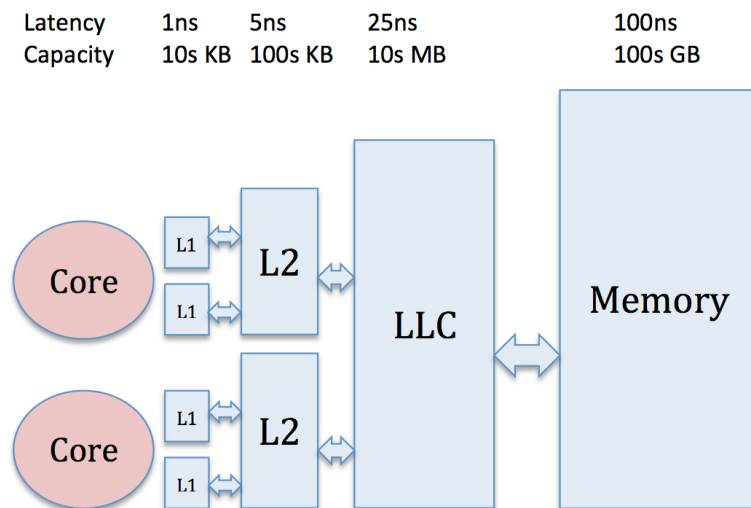 Latency 1ns 5ns 25ns 100ns
Capacity 10s KB 100s KB 10s MB 100s GB
Core
L1
L1
L2
LLC
Memory
Core
L1
L1
L2